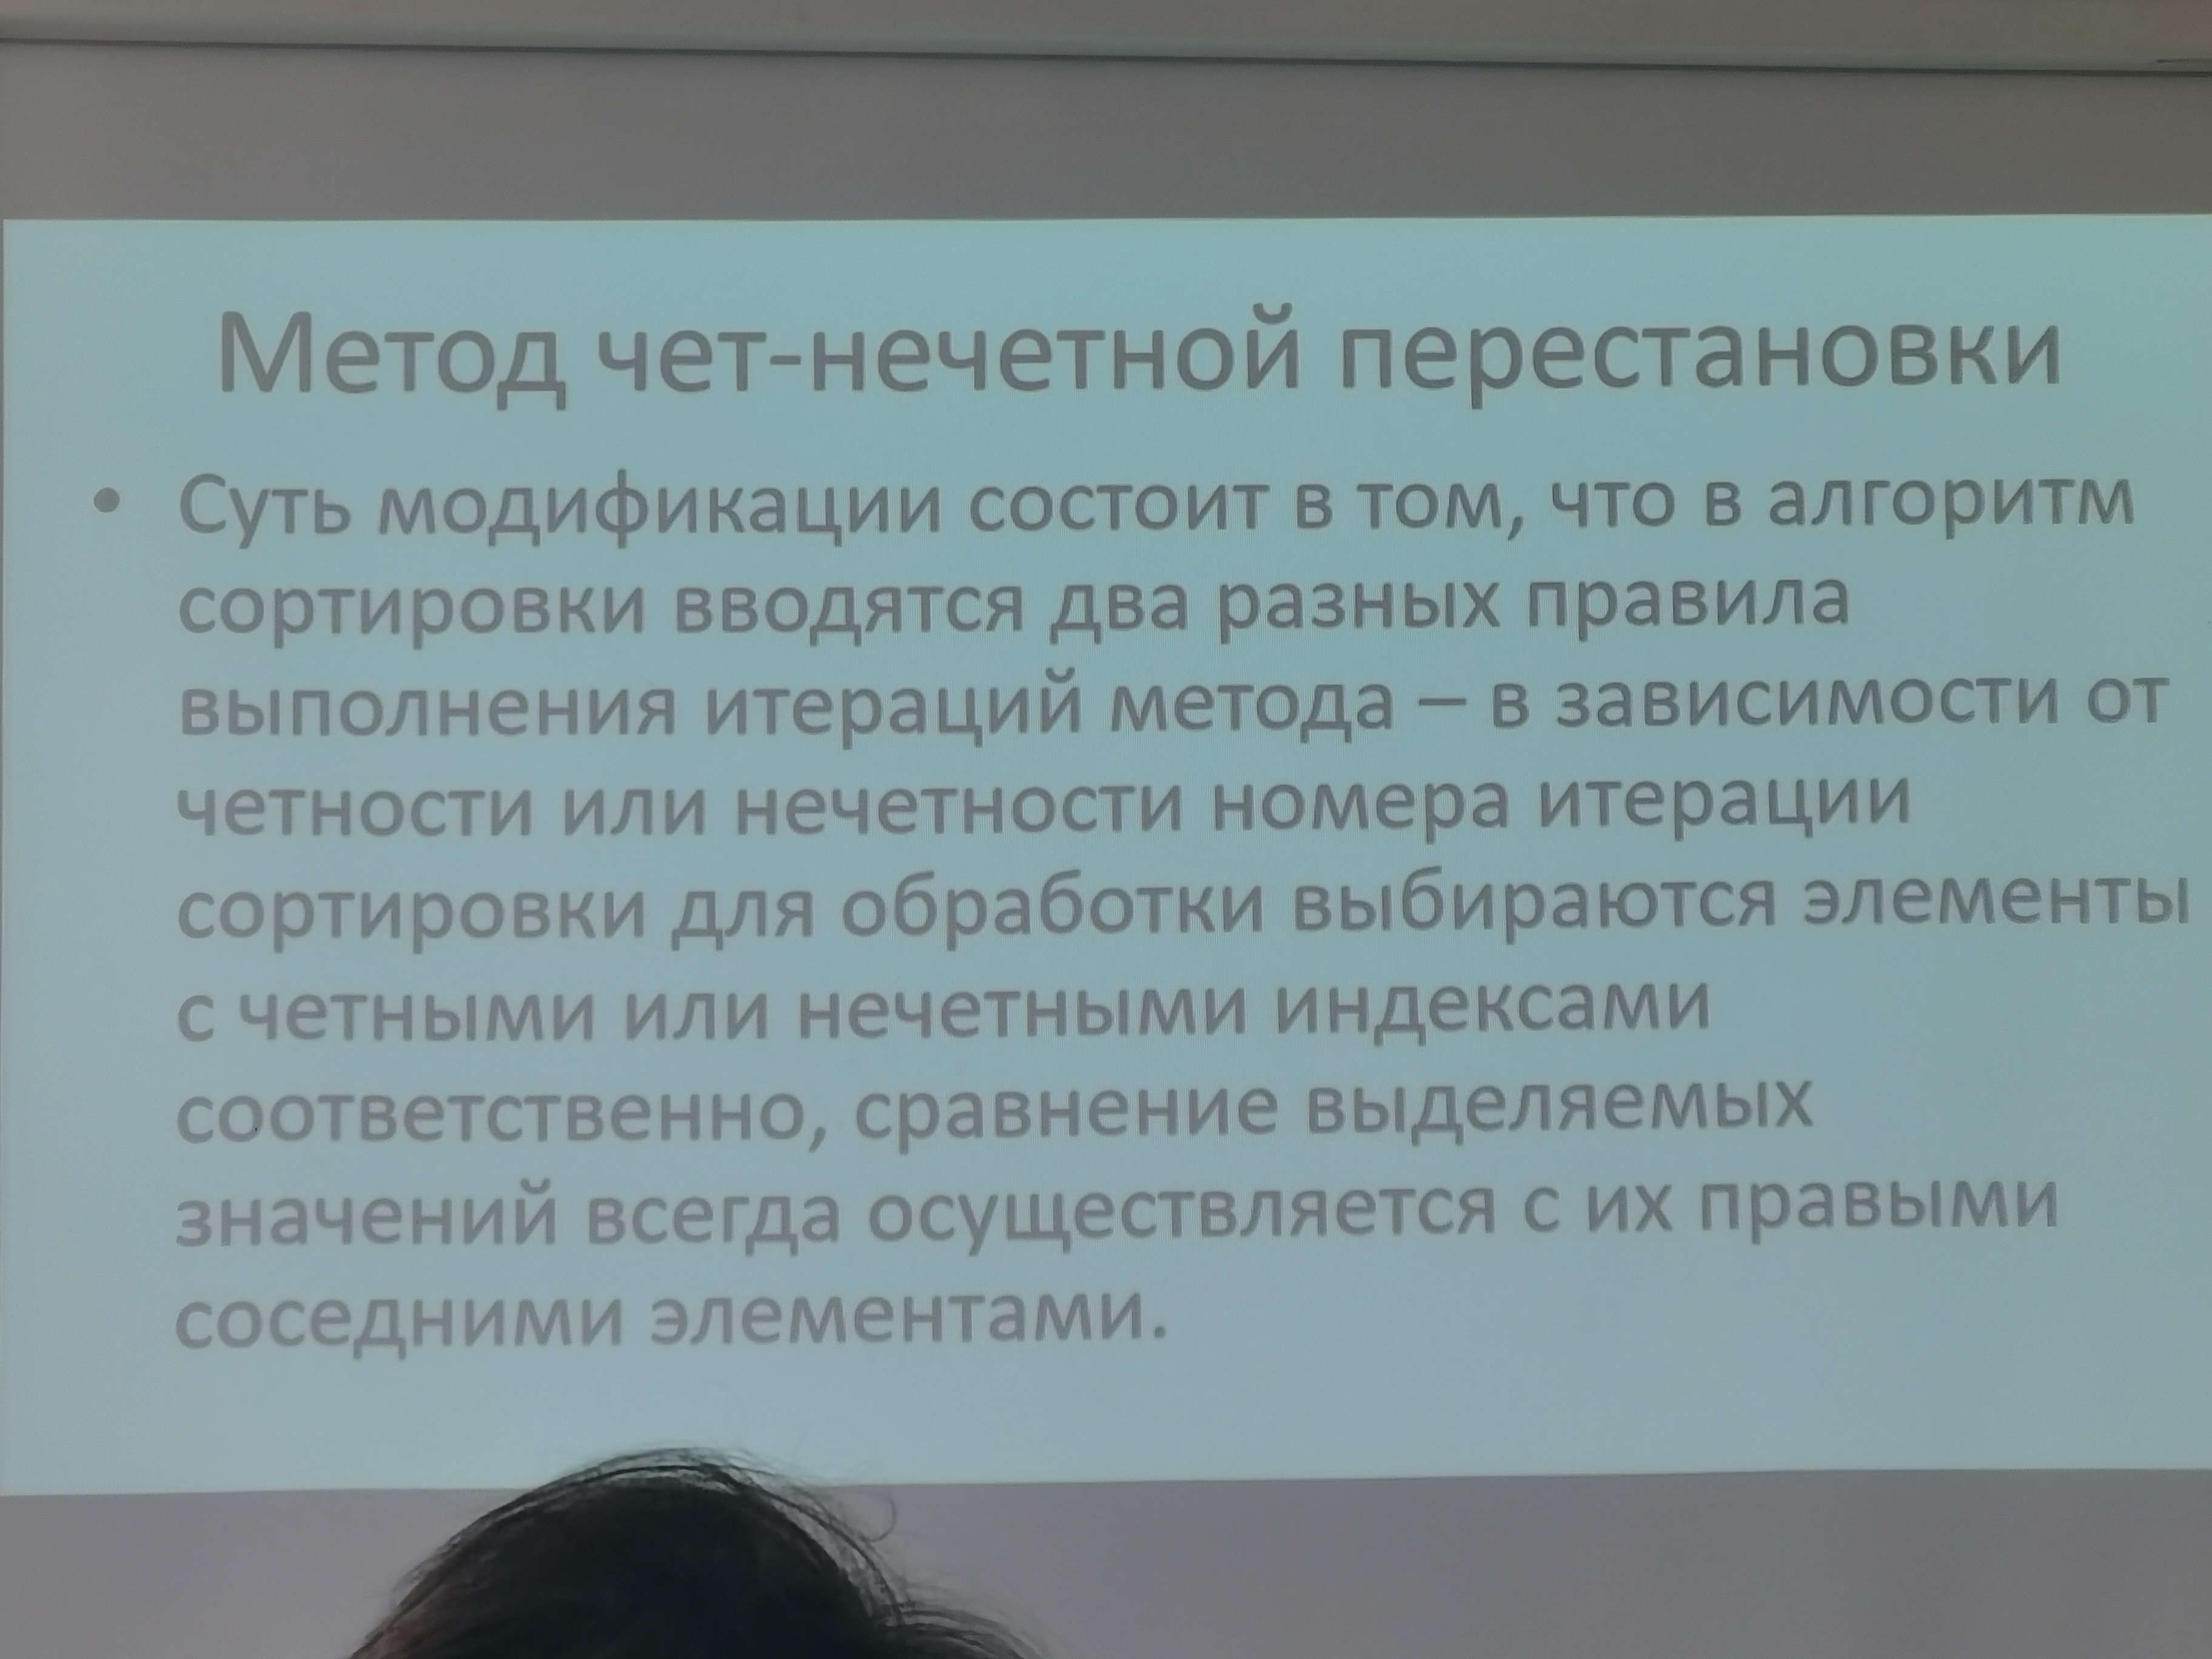 Метод чет-нечетной перестановки
• Суть модификации состоит в том, что в алгоритм
сортировки вводятся два разных правила
выполнения итераций метода – в зависимости от
четности или нечетности номера итерации
сортировки для обработки выбираются элементы
с четными или нечетными индексами
соответственно, сравнение выделяемых
значений всегда осуществляется с их правыми
соседними элементами.